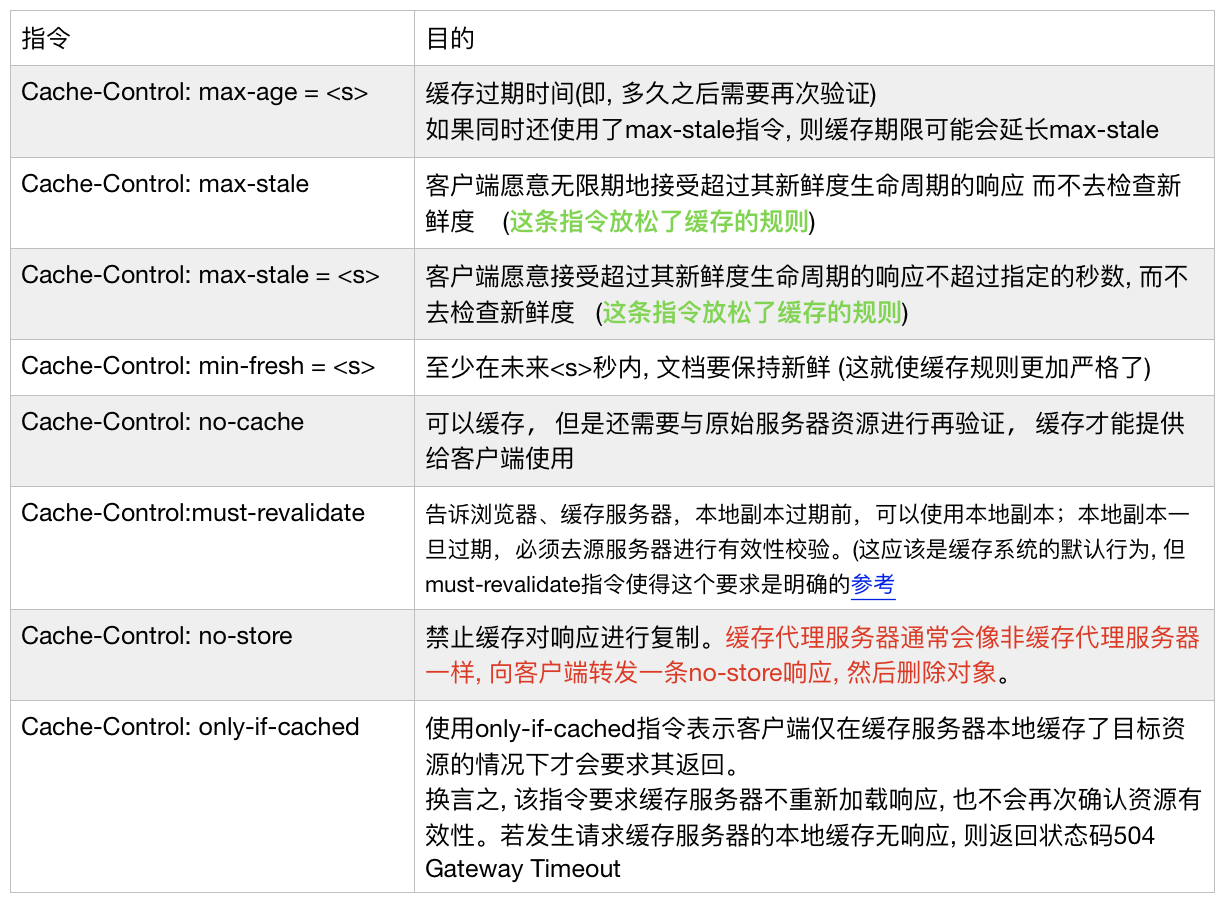 指令
目的
Cache-Control: max-age = <s>
缓存过期时间(即, 多久之后需要再次验证)
如果同时还使用了max-stale指令, 则缓存期限可能会延长max-stale
Cache-Control: max-stale
客户端愿意无限期地接受超过其新鲜度生命周期的响应 而不去检查新
鲜度 (这条指令放松了缓存的规则)
Cache-Control: max-stale = <s>
客户端愿意接受超过其新鲜度生命周期的响应不超过指定的秒数, 而不
去检查新鲜度 (这条指令放松了缓存的规则)
Cache-Control: min-fresh = <s>
至少在未来<s>秒内, 文档要保持新鲜 (这就使缓存规则更加严格了)
Cache-Control: no-cache
可以缓存， 但是还需要与原始服务器资源进行再验证， 缓存才能提供
给客户端使用
Cache-Control:must-revalidate
告诉浏览器、缓存服务器，本地副本过期前，可以使用本地副本；本地副本一
旦过期，必须去源服务器进行有效性校验。(这应该是缓存系统的默认行为, 但
must-revalidate指令使得这个要求是明确的参考
Cache-Control: no-store
禁止缓存对响应进行复制。缓存代理服务器通常会像非缓存代理服务器
一样, 向客户端转发一条no-store响应, 然后删除对象。
Cache-Control: only-if-cached
使用only-if-cached指令表示客户端仅在缓存服务器本地缓存了目标资
源的情况下才会要求其返回。
换言之, 该指令要求缓存服务器不重新加载响应, 也不会再次确认资源有
效性。若发生请求缓存服务器的本地缓存无响应, 则返回状态码504
Gateway Timeout